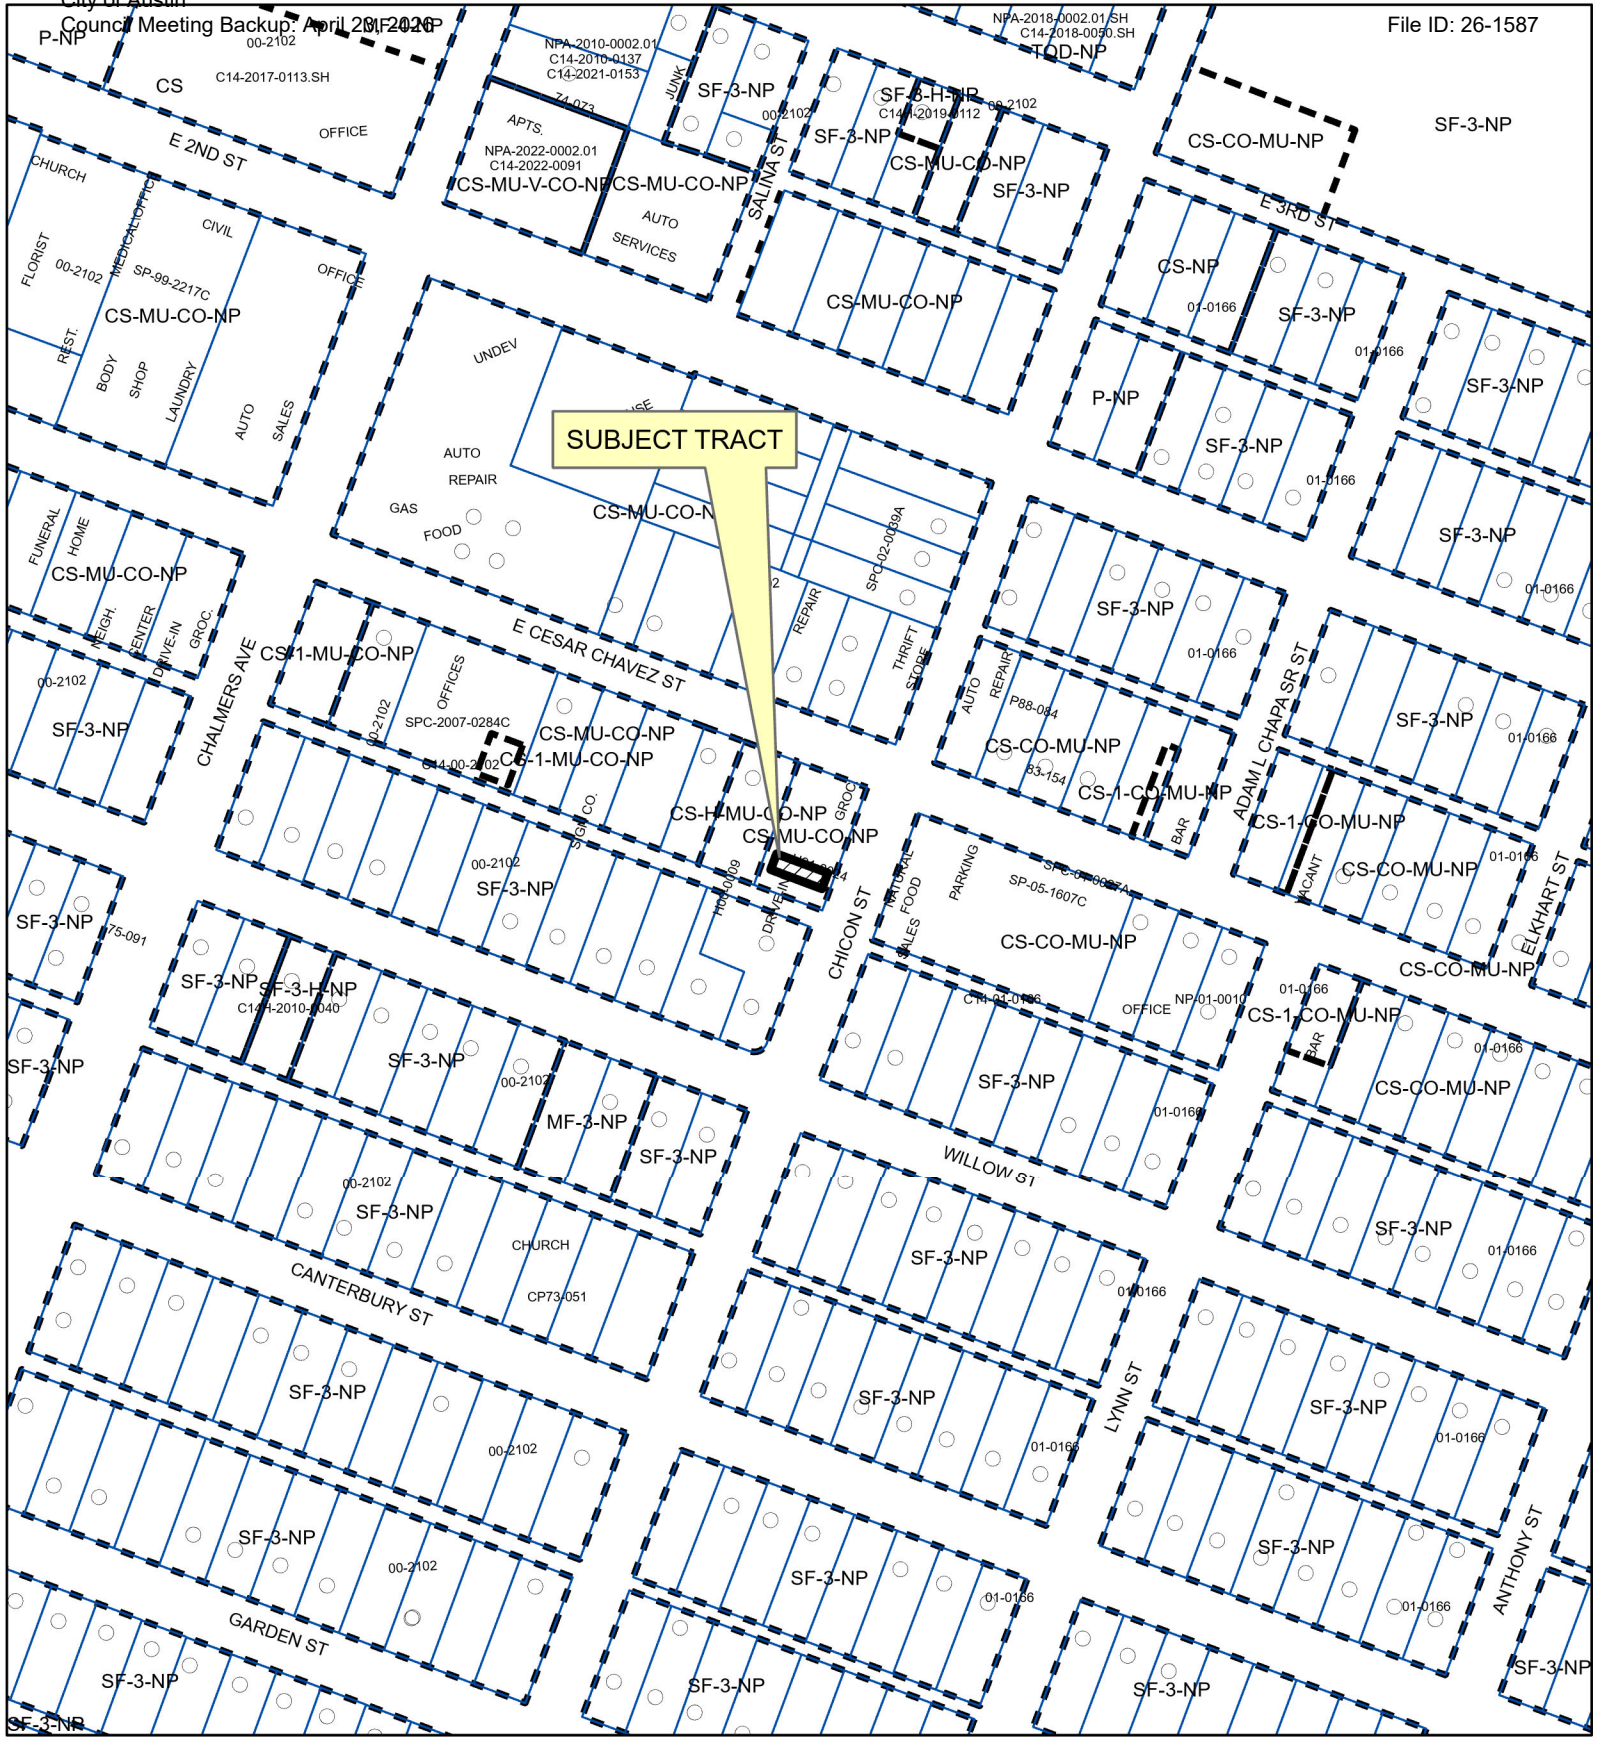 City of Austin
Council Meeting Backup: April 23, 2026
File ID: 26-1587
MF-4-NP
P-NP
00-2102
CS
C14-2017-0113.SH
OFFICE
E 2ND ST
NPA-2010-0002.01
C14-2010-0137
C14-2021-0153
74-073
JUNK
SF-3-NP
00-2102
APTS.
NPA-2022-0002.01
C14-2022-0091
CS-MU-V-CO-NP
CS-MU-CO-NP
AUTO
SERVICES
SALINA ST
NPA-2018-0002.01.SH
C14-2018-0050.SH
TOD-NP
SF-3-H-NP
C14H-2019-0112
00-2102
SF-3-NP
CS-MU-CO-NP
SF-3-NP
CS-MU-CO-NP
CS-CO-MU-NP
SF-3-NP
E 3RD ST
CS-NP
01-0166
SF-3-NP
01-0166
SF-3-NP
P-NP
SF-3-NP
01-0166
SF-3-NP
01-0166
CHURCH
FLORIST
00-2102
MEDICAL\OFFICE
SP-99-2217C
CIVIL
OFFICE
CS-MU-CO-NP
REST.
BODY
SHOP
LAUNDRY
AUTO
SALES
UNDEV
SUBJECT TRACT
AUTO
REPAIR
GAS
FOOD
CS-MU-CO-N
SPC-02-0039A
REPAIR
THRIFT
STORE
E CESAR CHAVEZ ST
FUNERAL
HOME
CS-MU-CO-NP
NEIGH.
CENTER
DRIVE-IN
GROC.
00-2102
SF-3-NP
CHALMERS AVE
CS-1-MU-CO-NP
00-2102
OFFICES
SPC-2007-0284C
CS-MU-CO-NP
C14-00-2102
CS-1-MU-CO-NP
SIGN CO.
CS-H-MU-CO-NP
GROC.
CS-MU-CO-NP
H00-0009
DRIVE-IN
00-2102
SF-3-NP
CHICON ST
SF-3-NP
01-0166
AUTO
REPAIR
P88-084
CS-CO-MU-NP
83-154
CS-1-CO-MU-NP
BAR
ADAM L CHAPA SR ST
SF-3-NP
01-0166
CS-1-CO-MU-NP
VACANT
CS-CO-MU-NP
01-0166
ELKHART ST
NATURAL
FOOD
SALES
PARKING
SPC-01-0027A
SP-05-1607C
CS-CO-MU-NP
C14-01-0166
OFFICE
NP-01-0010
CS-CO-MU-NP
01-0166
CS-1-CO-MU-NP
BAR
01-0166
CS-CO-MU-NP
SF-3-NP
75-091
SF-3-NP
SF-3-NP
SF-3-H-NP
C14H-2010-0040
SF-3-NP
00-2102
MF-3-NP
SF-3-NP
SF-3-NP
01-0166
WILLOW ST
00-2102
SF-3-NP
CHURCH
CP73-051
CANTERBURY ST
SF-3-NP
01-0166
SF-3-NP
01-0166
SF-3-NP
01-0166
LYNN ST
SF-3-NP
00-2102
SF-3-NP
01-0166
SF-3-NP
00-2102
SF-3-NP
01-0166
SF-3-NP
01-0166
ANTHONY ST
GARDEN ST
SF-3-NP
SF-3-NP
SF-3-NP
SF-3-NP
SF-3-NP